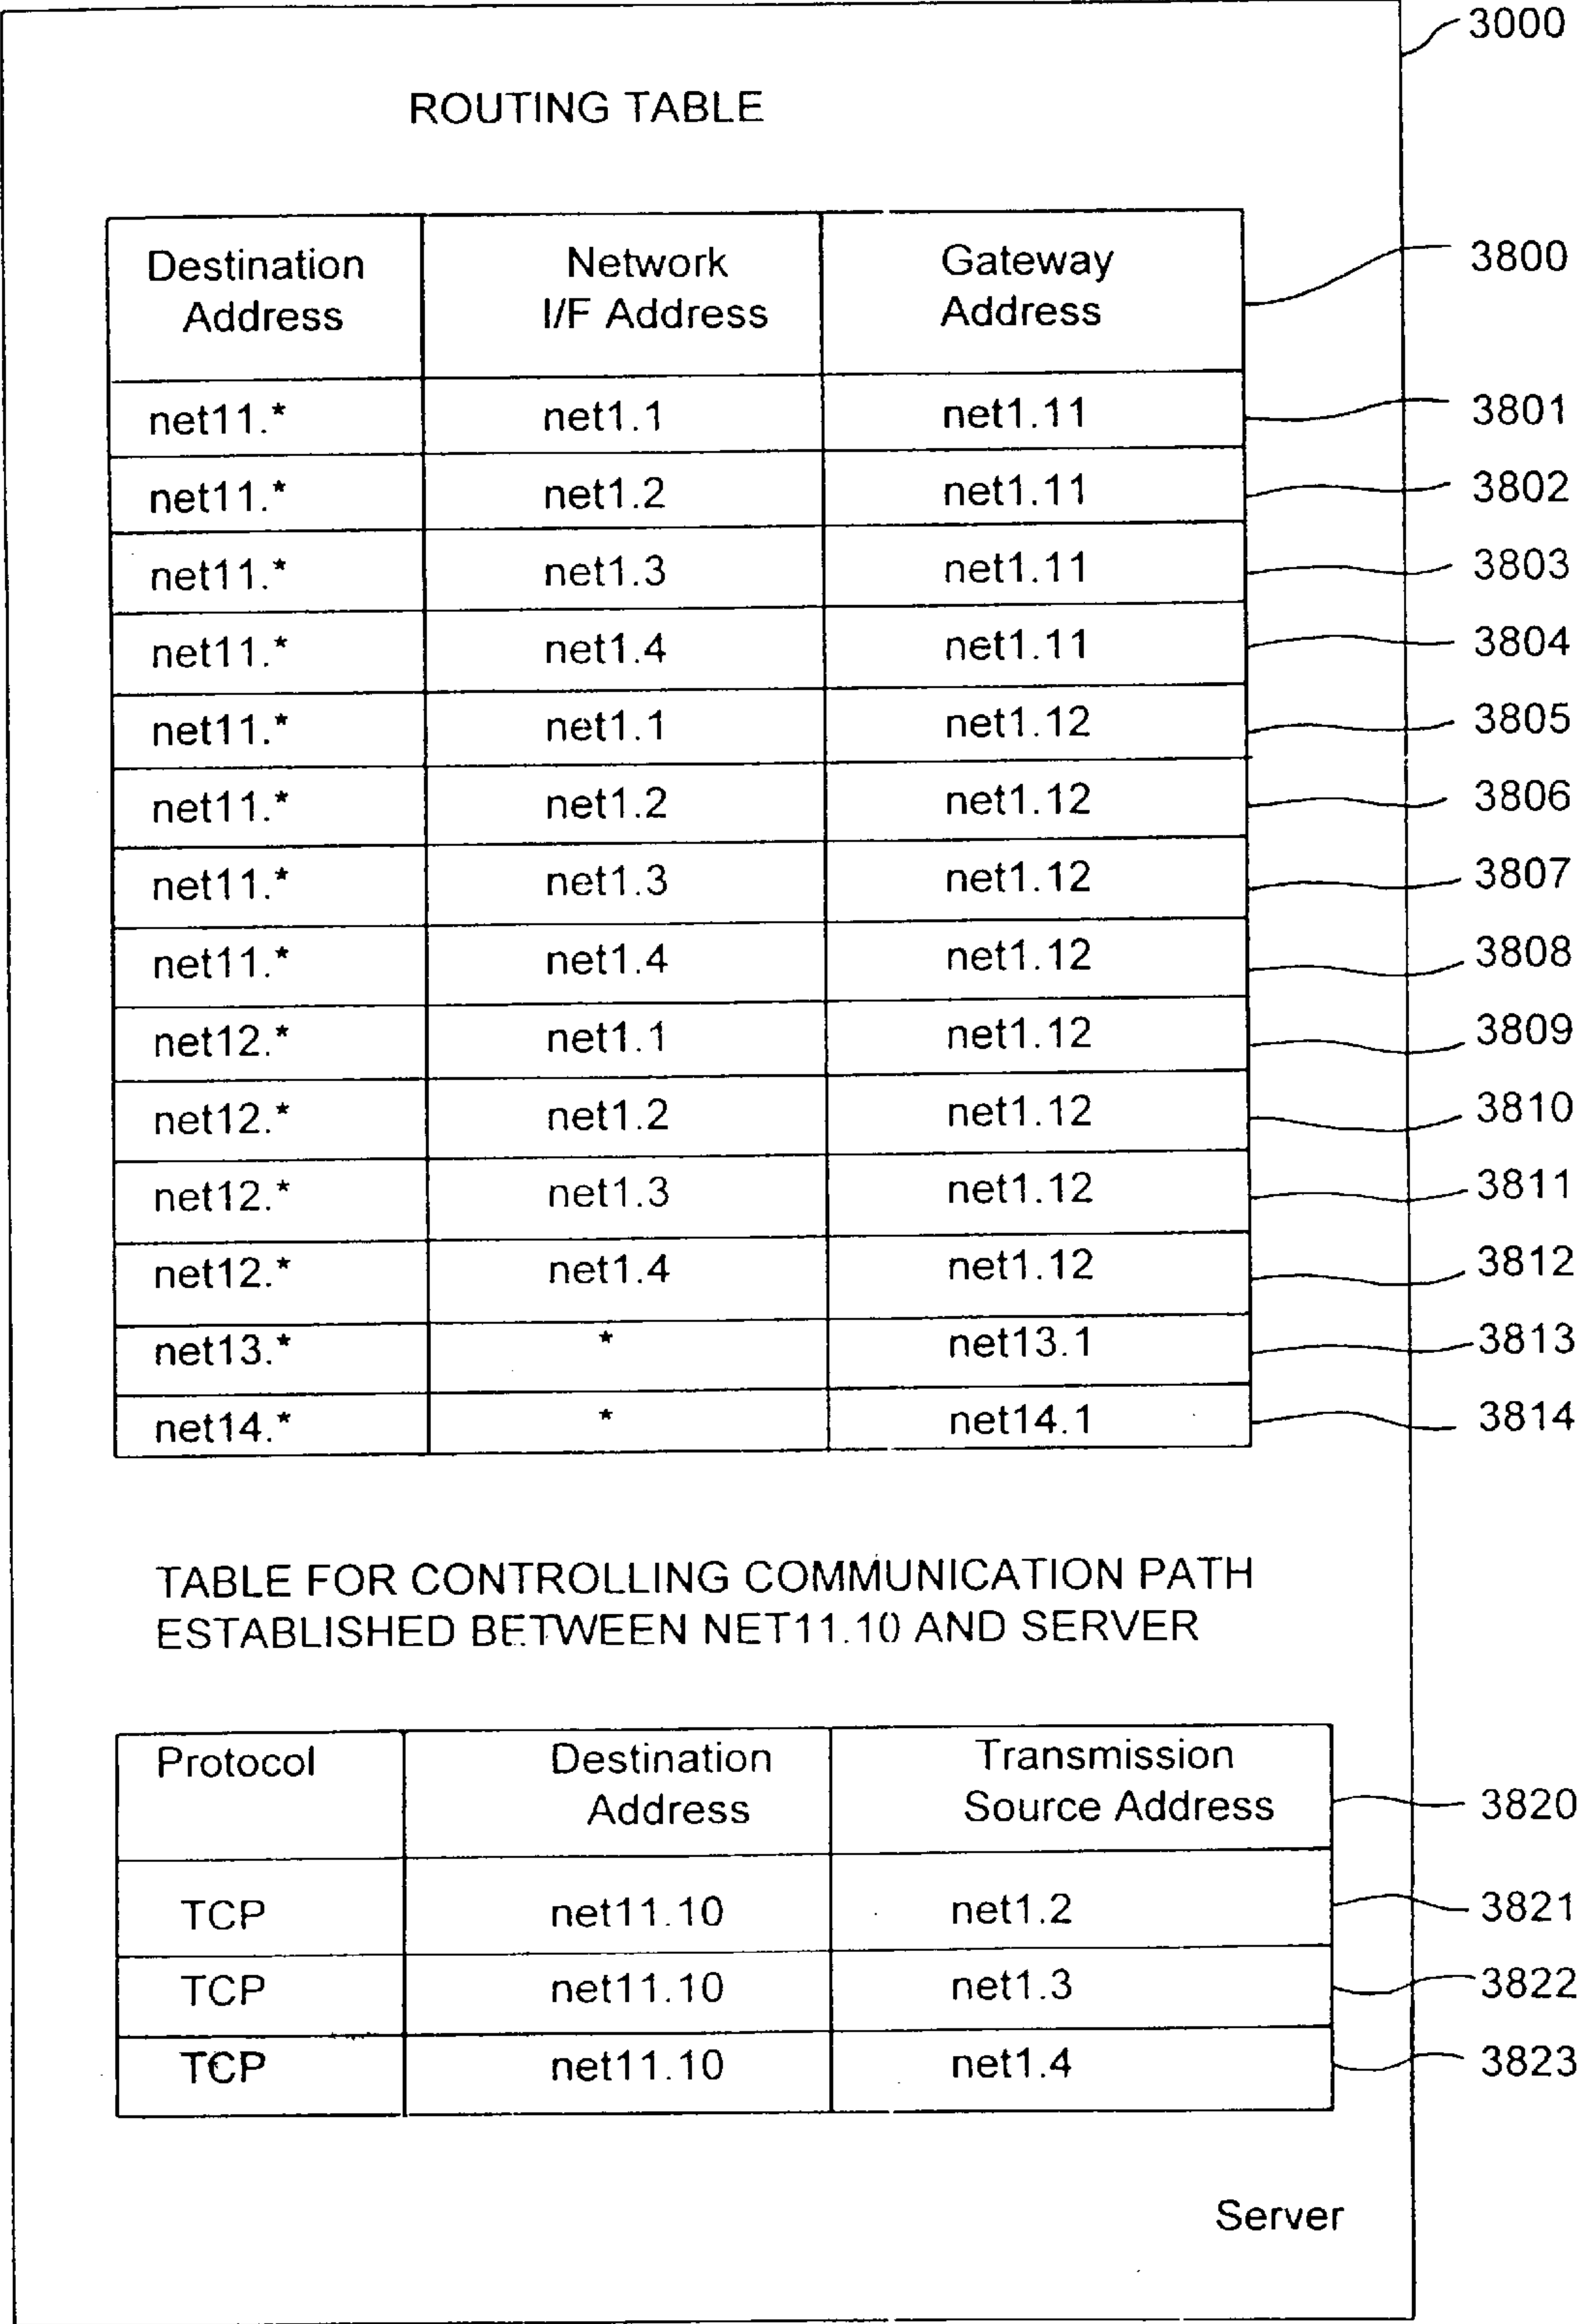 3000
ROUTING TABLE
Destination Address Network I/F Address Gateway Address 3800
net11.* net1.1 net1.11 3801
net11.* net1.2 net1.11 3802
net11.* net1.3 net1.11 3803
net11.* net1.4 net1.11 3804
net11.* net1.1 net1.12 3805
net11.* net1.2 net1.12 3806
net11.* net1.3 net1.12 3807
net11.* net1.4 net1.12 3808
net12.* net1.1 net1.12 3809
net12.* net1.2 net1.12 3810
net12.* net1.3 net1.12 3811
net12.* net1.4 net1.12 3812
net13.* * net13.1 3813
net14.* * net14.1 3814
TABLE FOR CONTROLLING COMMUNICATION PATH
ESTABLISHED BETWEEN NET11.10 AND SERVER
Protocol Destination Address Transmission Source Address 3820
TCP net11.10 net1.2 3821
TCP net11.10 net1.3 3822
TCP net11.10 net1.4 3823
Server